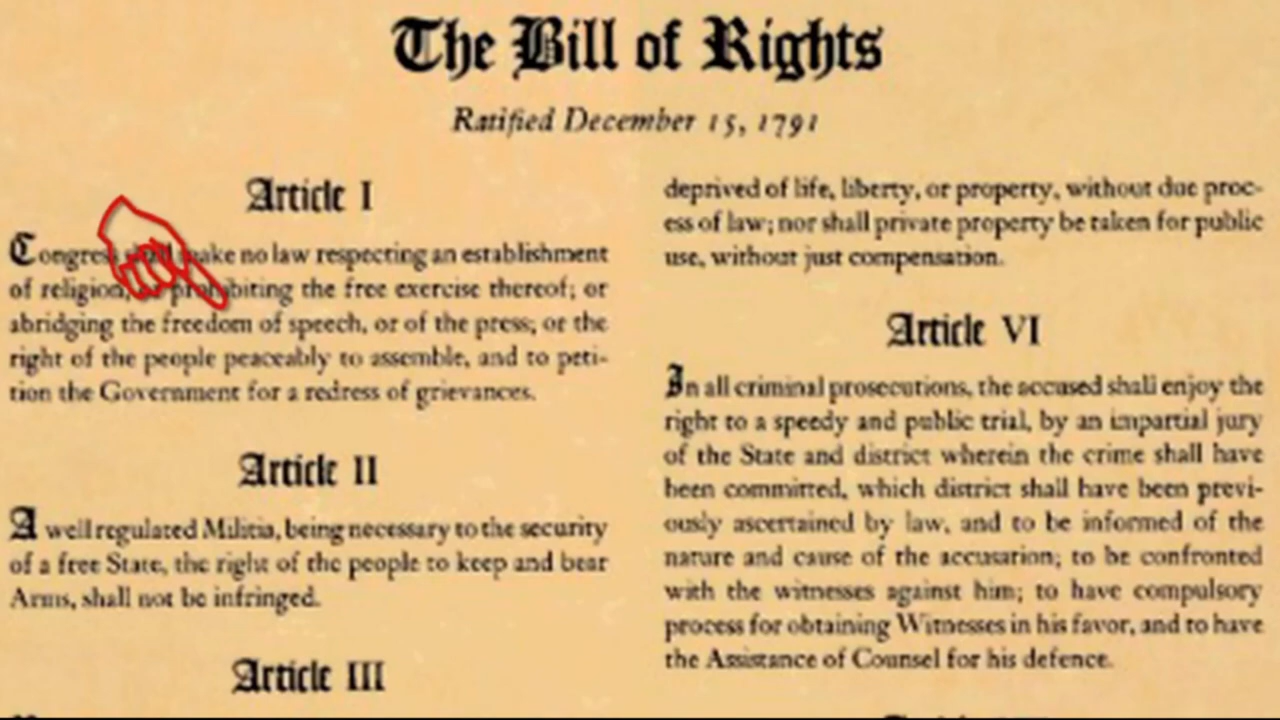 The Bill of Rights
Ratified December 15, 1791
Article I
Congress shall make no law respecting an establishment
of religion, or prohibiting the free exercise thereof; or
abridging the freedom of speech, or of the press; or the
right of the people peaceably to assemble, and to peti-
tion the Government for a redress of grievances.
Article II
A well regulated Militia, being necessary to the security
of a free State, the right of the people to keep and bear
Arms, shall not be infringed.
Article III
deprived of life, liberty, or property, without due proc-
ess of law; nor shall private property be taken for public
use, without just compensation.
Article VI
In all criminal prosecutions, the accused shall enjoy the
right to a speedy and public trial, by an impartial jury
of the State and district wherein the crime shall have
been committed, which district shall have been previ-
ously ascertained by law, and to be informed of the
nature and cause of the accusation; to be confronted
with the witnesses against him; to have compulsory
process for obtaining Witnesses in his favor, and to have
the Assistance of Counsel for his defence.